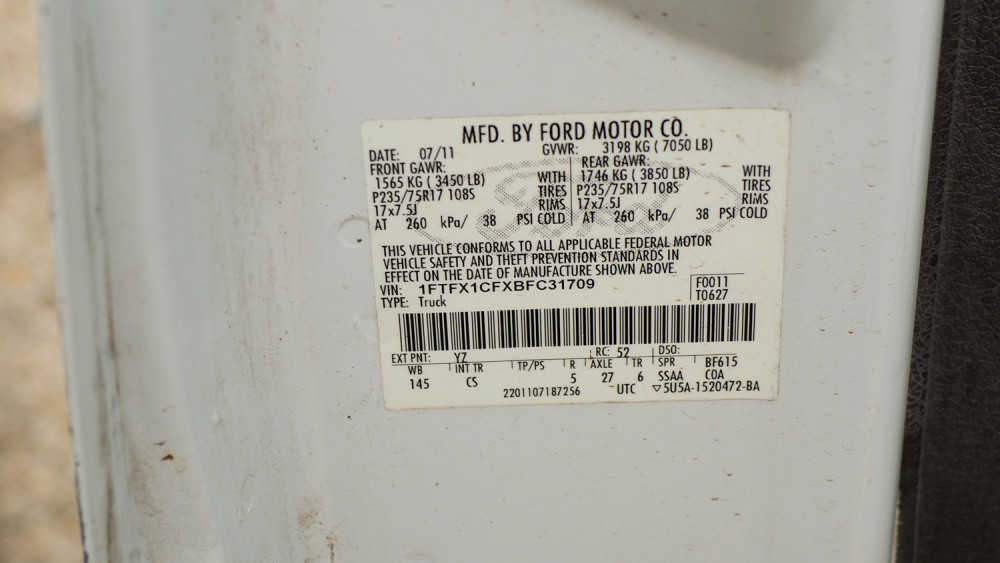 MFD. BY FORD MOTOR CO.
DATE: 07/11 GVWR: 3198 KG ( 7050 LB)
FRONT GAWR: REAR GAWR:
1565 KG ( 3450 LB) WITH 1746 KG ( 3850 LB) WITH
P235/75R17 108S TIRES P235/75R17 108S TIRES
17x7.5J RIMS 17x7.5J RIMS
AT 260 kPa/ 38 PSI COLD AT 260 kPa/ 38 PSI COLD
Ford
THIS VEHICLE CONFORMS TO ALL APPLICABLE FEDERAL MOTOR
VEHICLE SAFETY AND THEFT PREVENTION STANDARDS IN
EFFECT ON THE DATE OF MANUFACTURE SHOWN ABOVE.
VIN: 1FTFX1CFXBFC31709 F0011
TYPE: Truck T0627
EXT PNT: YZ RC: 52 DSO:
WB INT TR TP/PS R AXLE TR SPR BF615
145 CS 5 27 6 SSAA COA
2201107187256 UTC ▽5U5A-1520472-BA